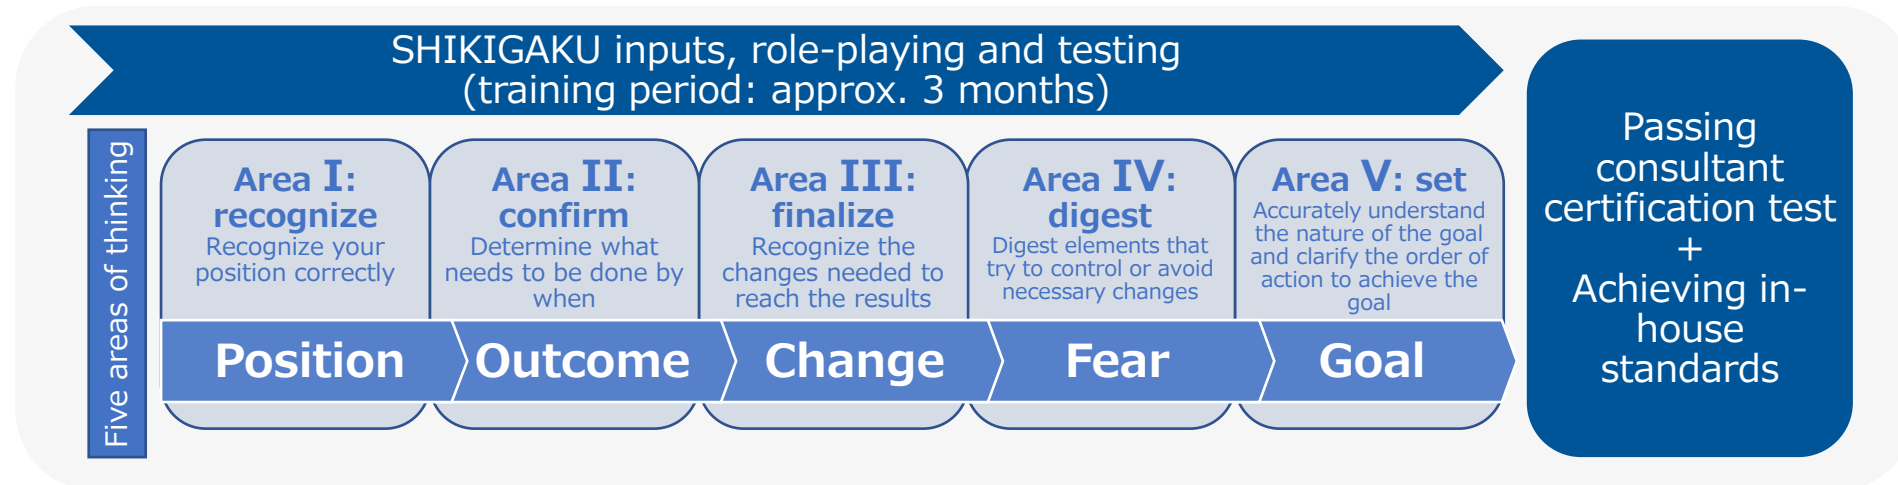 SHIKIGAKU inputs, role-playing and testing
(training period: approx. 3 months)
Five areas of thinking
Area I:
recognize
Recognize your
position correctly
Position
Area II:
confirm
Determine what
needs to be done by
when
Outcome
Area III:
finalize
Recognize the
changes needed to
reach the results
Change
Area IV:
digest
Digest elements that
try to control or avoid
necessary changes
Fear
Area V: set
Accurately understand
the nature of the goal
and clarify the order of
action to achieve the
goal
Goal
Passing
consultant
certification test
+
Achieving in-
house
standards